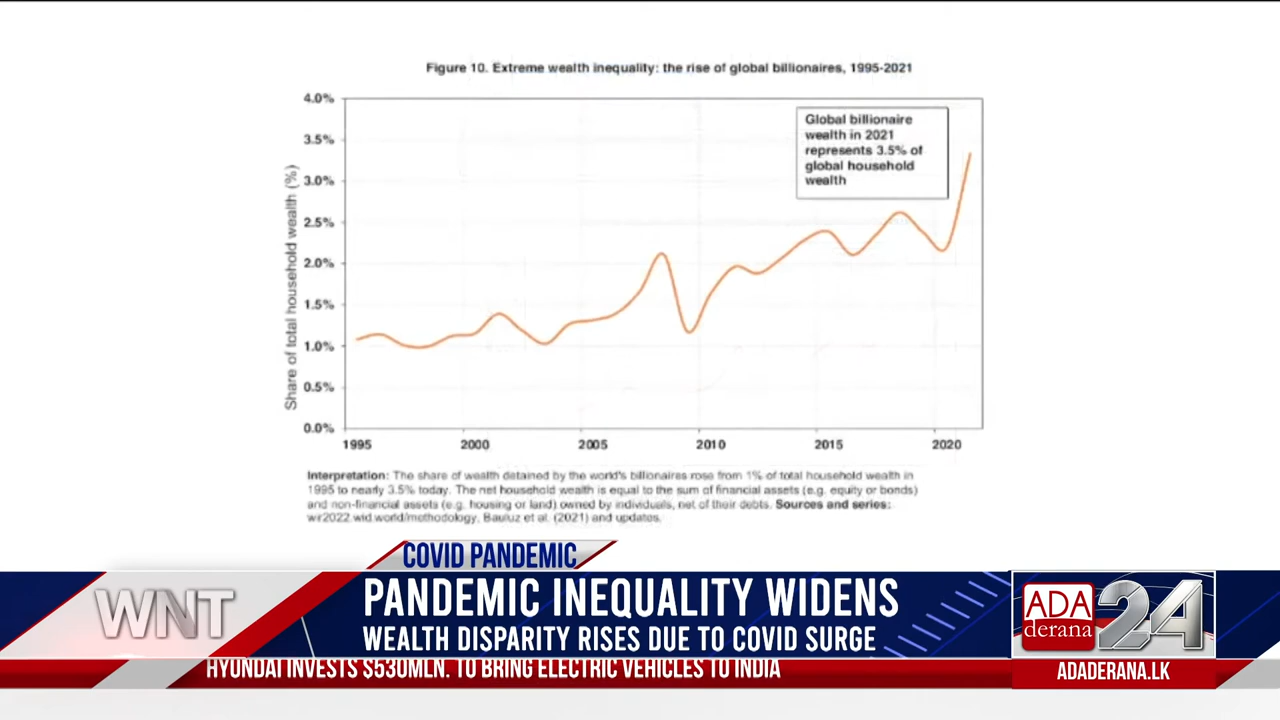 Figure 10. Extreme wealth inequality: the rise of global billionaires, 1995-2021
4.0%
3.5%
3.0%
2.5%
2.0%
1.5%
1.0%
0.5%
0.0%
Share of total household wealth (%)
Global billionaire
wealth in 2021
represents 3.5% of
global household
wealth
1995
2000
2005
2010
2015
2020
Interpretation: The share of wealth detained by the world's billionaires rose from 1% of total household wealth in
1995 to nearly 3.5% today. The net household wealth is equal to the sum of financial assets (e.g. equity or bonds)
and non-financial assets (e.g. housing or land) owned by individuals, net of their debts. Sources and series:
wir2022.wid.world/methodology, Bauluz et al. (2021) and updates.
COVID PANDEMIC
WNT
PANDEMIC INEQUALITY WIDENS
WEALTH DISPARITY RISES DUE TO COVID SURGE
ADA
derana
24
HYUNDAI INVESTS $530MLN. TO BRING ELECTRIC VEHICLES TO INDIA
ADADERANA.LK